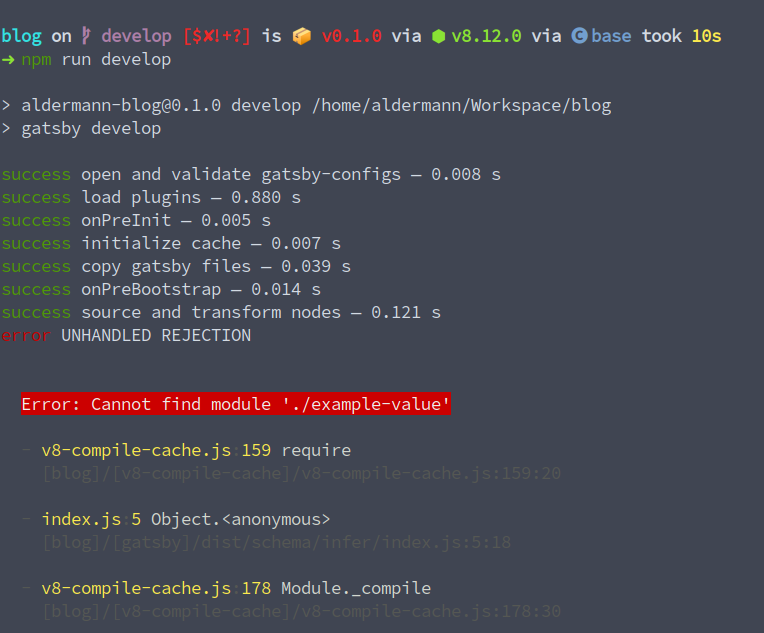 blog on develop [$✘!+?] is 📦 v0.1.0 via ⬢ v8.12.0 via 🅒 base took 10s
➜ npm run develop
> aldermann-blog@0.1.0 develop /home/aldermann/Workspace/blog
> gatsby develop
success open and validate gatsby-configs — 0.008 s
success load plugins — 0.880 s
success onPreInit — 0.005 s
success initialize cache — 0.007 s
success copy gatsby files — 0.039 s
success onPreBootstrap — 0.014 s
success source and transform nodes — 0.121 s
error UNHANDLED REJECTION
Error: Cannot find module './example-value'
- v8-compile-cache.js:159 require
[blog]/[v8-compile-cache]/v8-compile-cache.js:159:20
- index.js:5 Object.<anonymous>
[blog]/[gatsby]/dist/schema/infer/index.js:5:18
- v8-compile-cache.js:178 Module._compile
[blog]/[v8-compile-cache]/v8-compile-cache.js:178:30